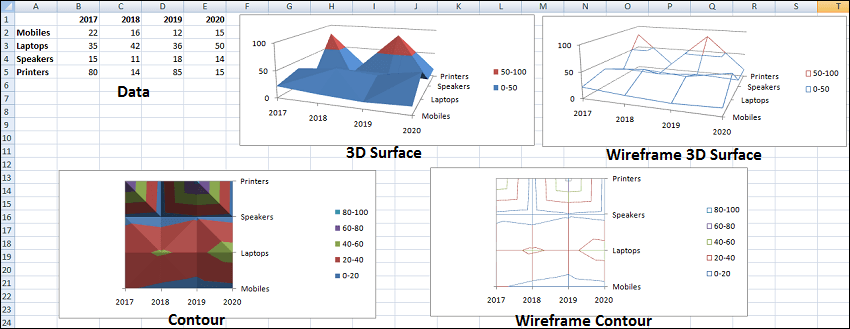 A B C D E F G H I J K L M N O P Q R S T
1 2017 2018 2019 2020
2 Mobiles 22 16 12 15
3 Laptops 35 42 36 50
4 Speakers 15 11 18 14
5 Printers 80 14 85 15
6
7
8
9
10
11
12
13
14
15
16
17
18
19
20
21
22
23
24
Data
100
50
0
2017
2018
2019
2020
Printers
Speakers
Laptops
Mobiles
50-100
0-50
3D Surface
100
50
0
2017
2018
2019
2020
Printers
Speakers
Laptops
Mobiles
50-100
0-50
Wireframe 3D Surface
Printers
Speakers
Laptops
Mobiles
2017 2018 2019 2020
80-100
60-80
40-60
20-40
0-20
Contour
Printers
Speakers
Laptops
Mobiles
2017 2018 2019 2020
80-100
60-80
40-60
20-40
0-20
Wireframe Contour